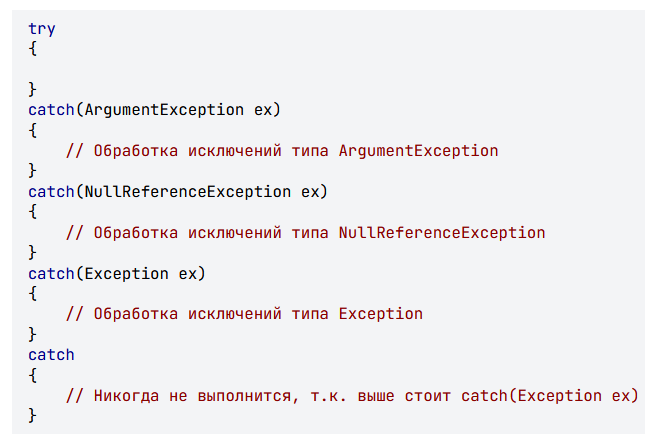 try
{
}
catch(ArgumentException ex)
{
    // Обработка исключений типа ArgumentException
}
catch(NullReferenceException ex)
{
    // Обработка исключений типа NullReferenceException
}
catch(Exception ex)
{
    // Обработка исключений типа Exception
}
catch
{
    // Никогда не выполнится, т.к. выше стоит catch(Exception ex)
}